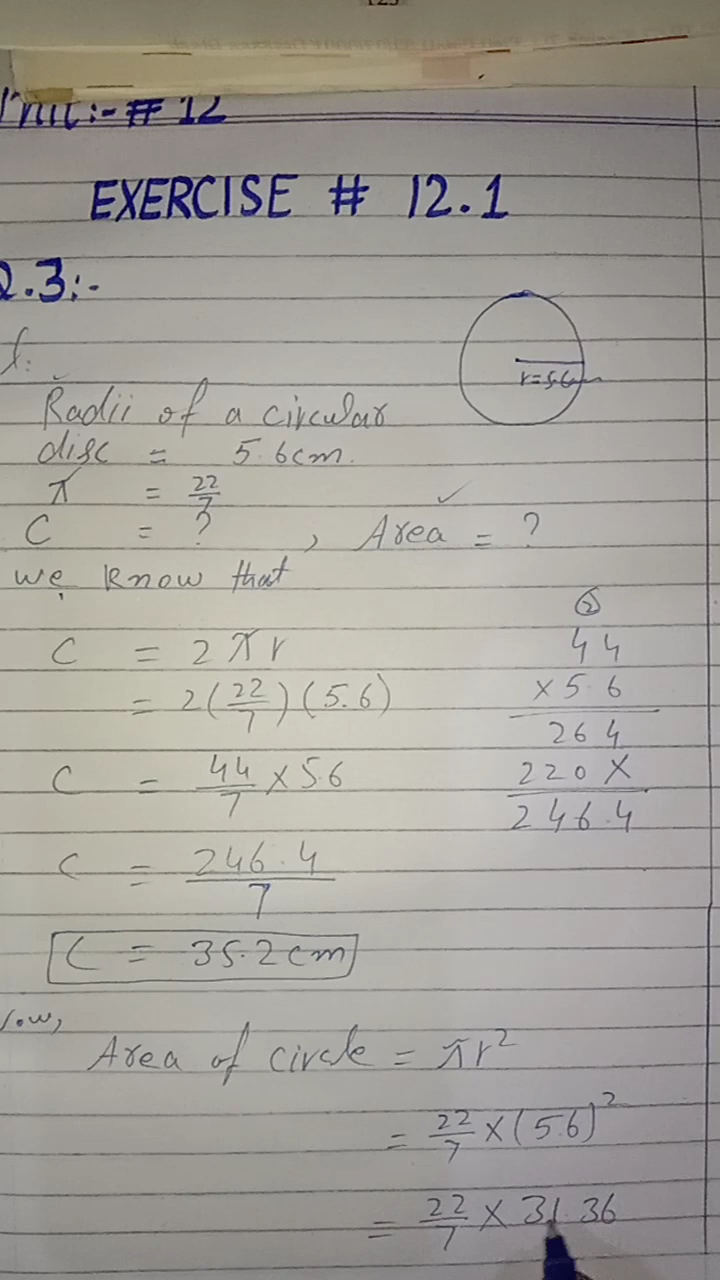 Unit:- # 12
EXERCISE # 12.1
Q.3:-
r=5.6cm
Radii of a circular
disc = 5.6cm.
π = 22/7
C = ? , Area = ?
we know that
C = 2πr
= 2(22/7)(5.6)
C = 44/7 × 5.6
C = 246.4/7
C = 35.2cm
2
44
×5.6
264
220×
246.4
Now,
Area of circle = πr²
= 22/7 × (5.6)²
= 22/7 × 31.36